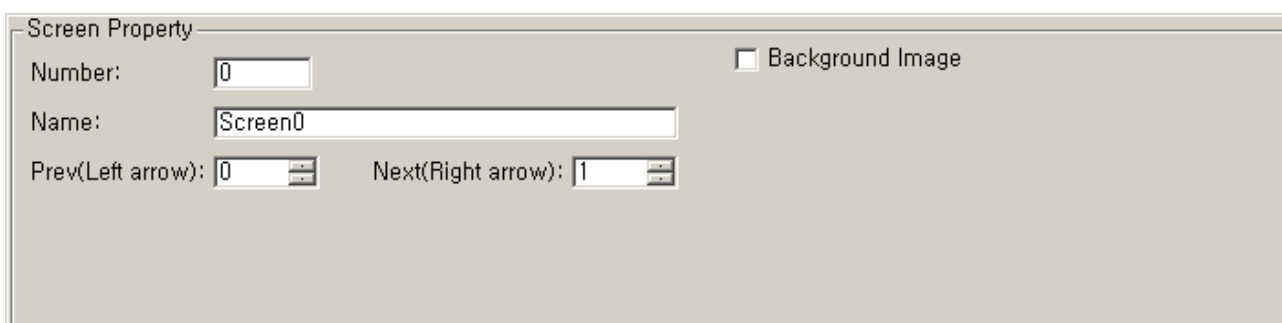 Screen Property
Number: 0
Background Image
Name: Screen0
Prev(Left arrow): 0 Next(Right arrow): 1